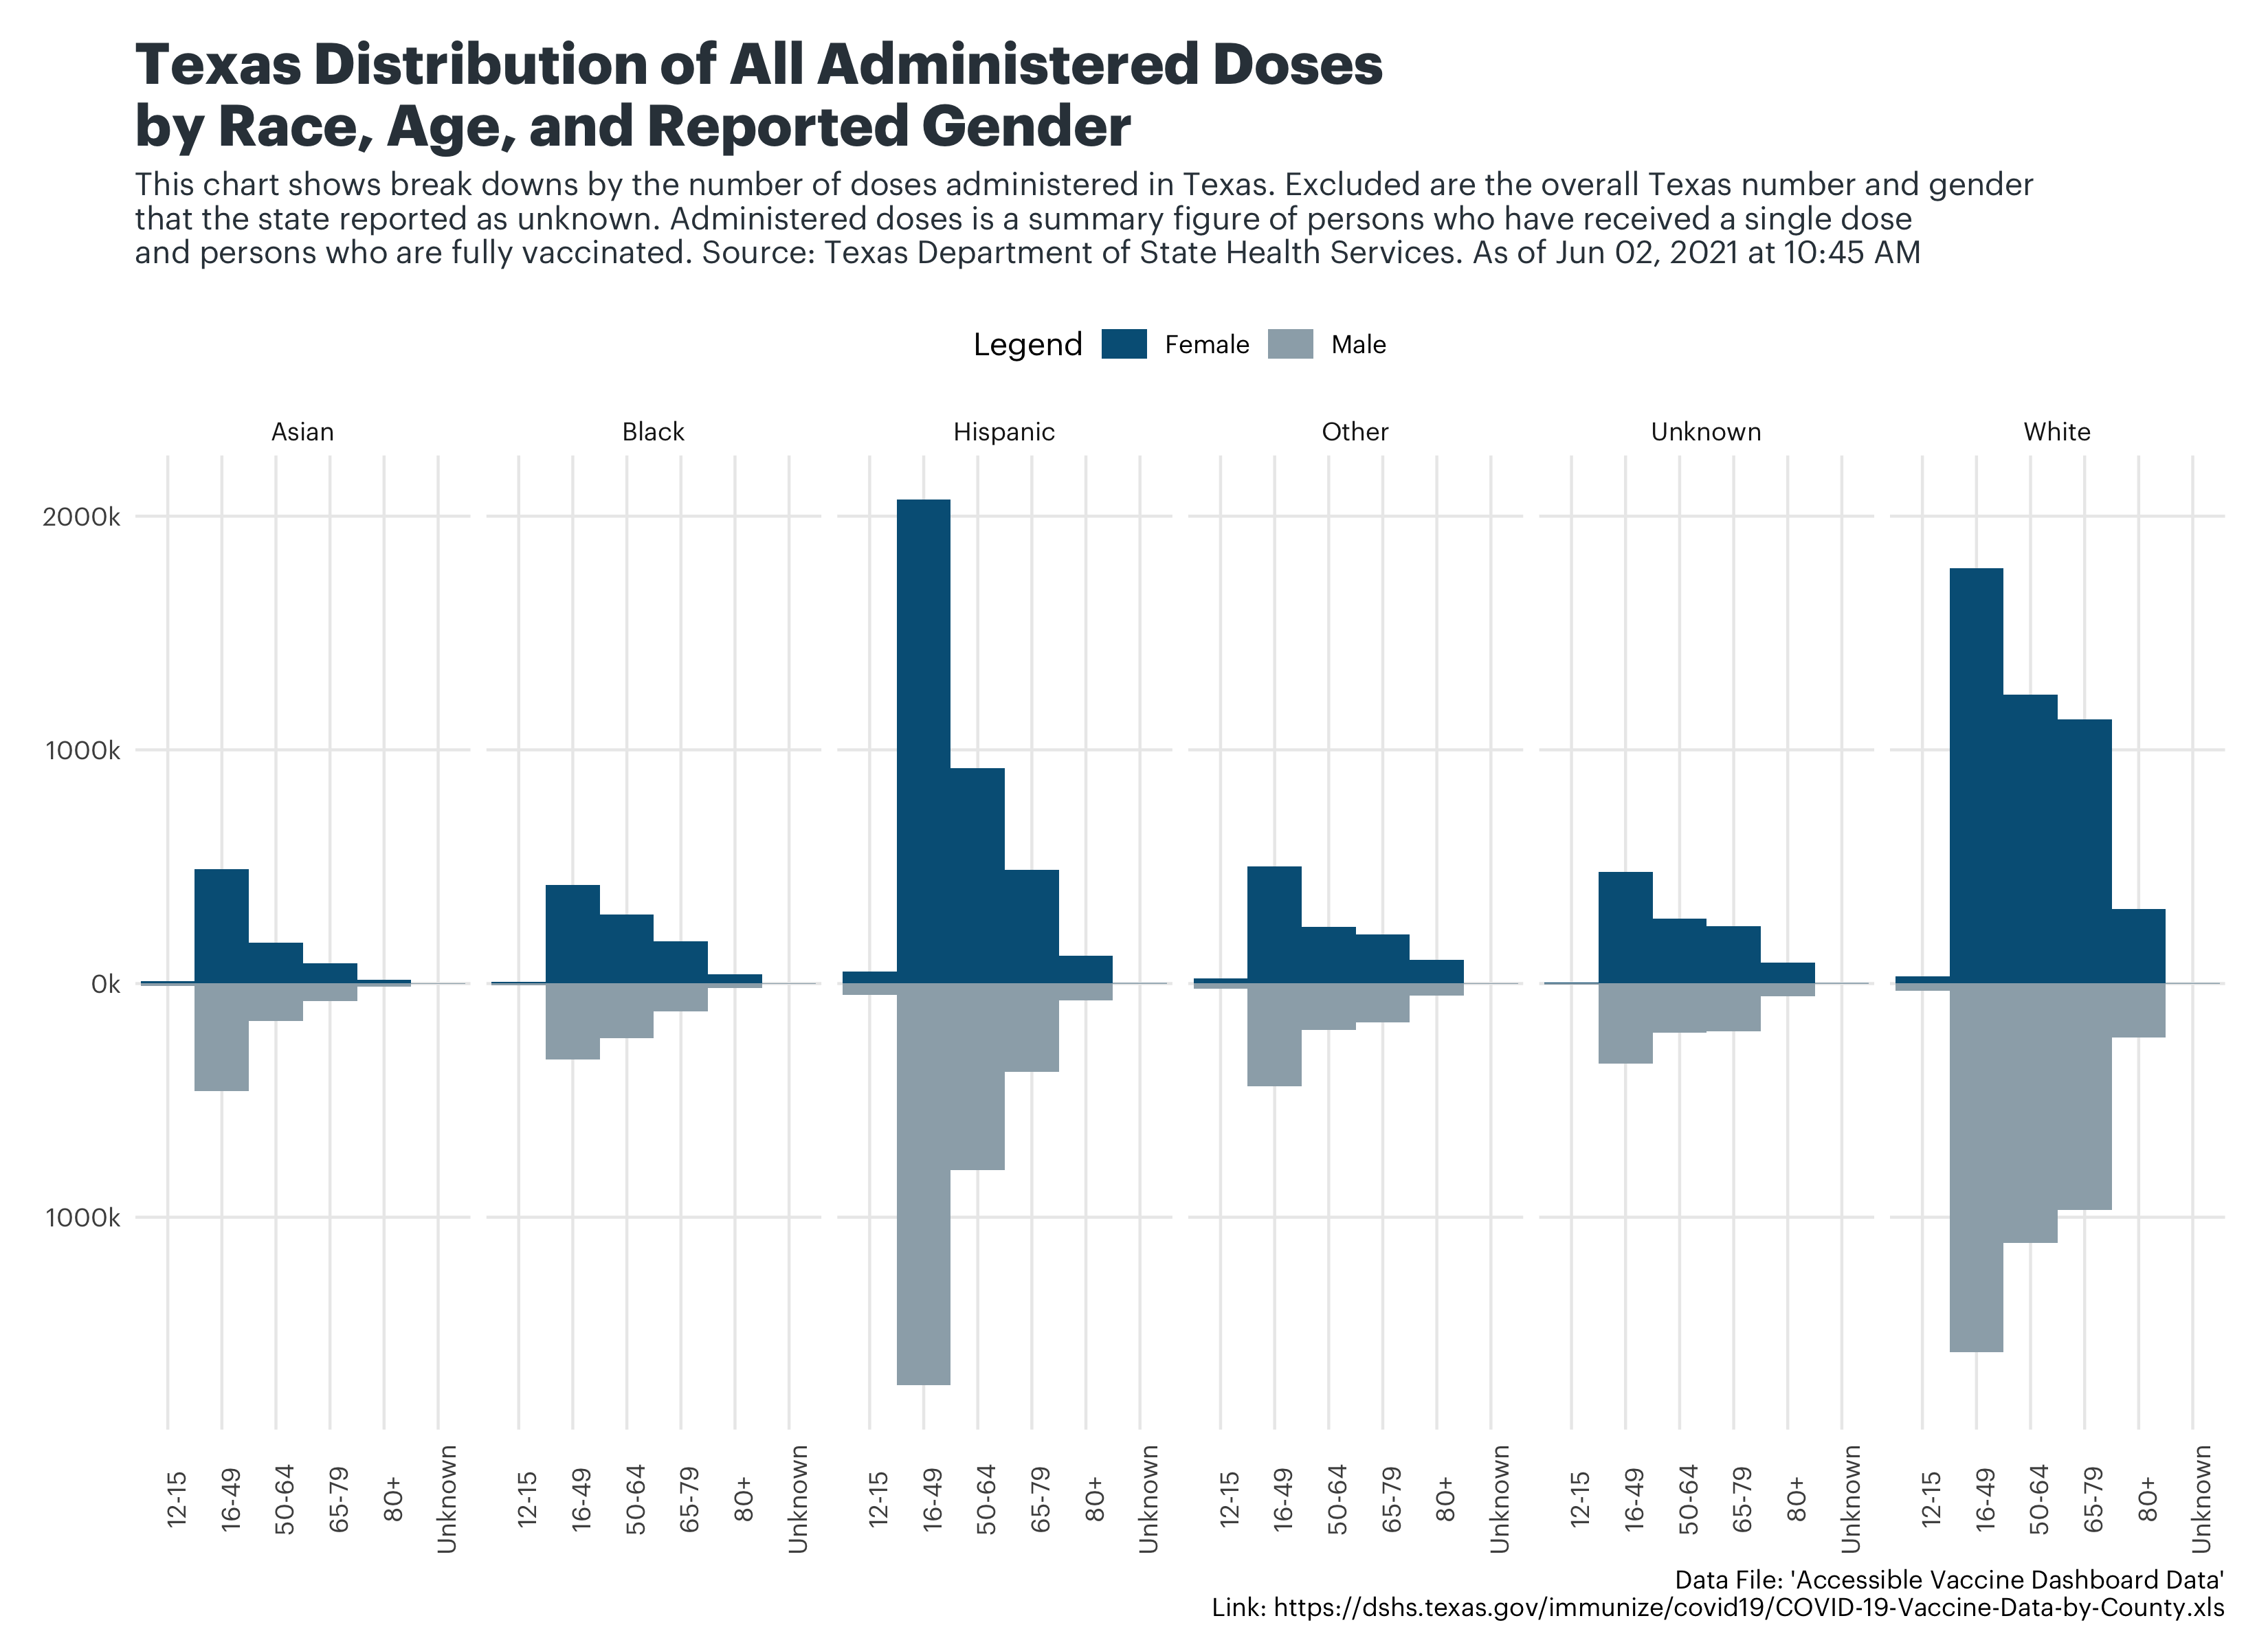 Texas Distribution of All Administered Doses
by Race, Age, and Reported Gender
This chart shows break downs by the number of doses administered in Texas. Excluded are the overall Texas number and gender
that the state reported as unknown. Administered doses is a summary figure of persons who have received a single dose
and persons who are fully vaccinated. Source: Texas Department of State Health Services. As of Jun 02, 2021 at 10:45 AM
Legend Female Male
Asian Black Hispanic Other Unknown White
2000k
1000k
0k
1000k
12-15 16-49 50-64 65-79 80+ Unknown 12-15 16-49 50-64 65-79 80+ Unknown 12-15 16-49 50-64 65-79 80+ Unknown 12-15 16-49 50-64 65-79 80+ Unknown 12-15 16-49 50-64 65-79 80+ Unknown 12-15 16-49 50-64 65-79 80+ Unknown
Data File: 'Accessible Vaccine Dashboard Data'
Link: https://dshs.texas.gov/immunize/covid19/COVID-19-Vaccine-Data-by-County.xls